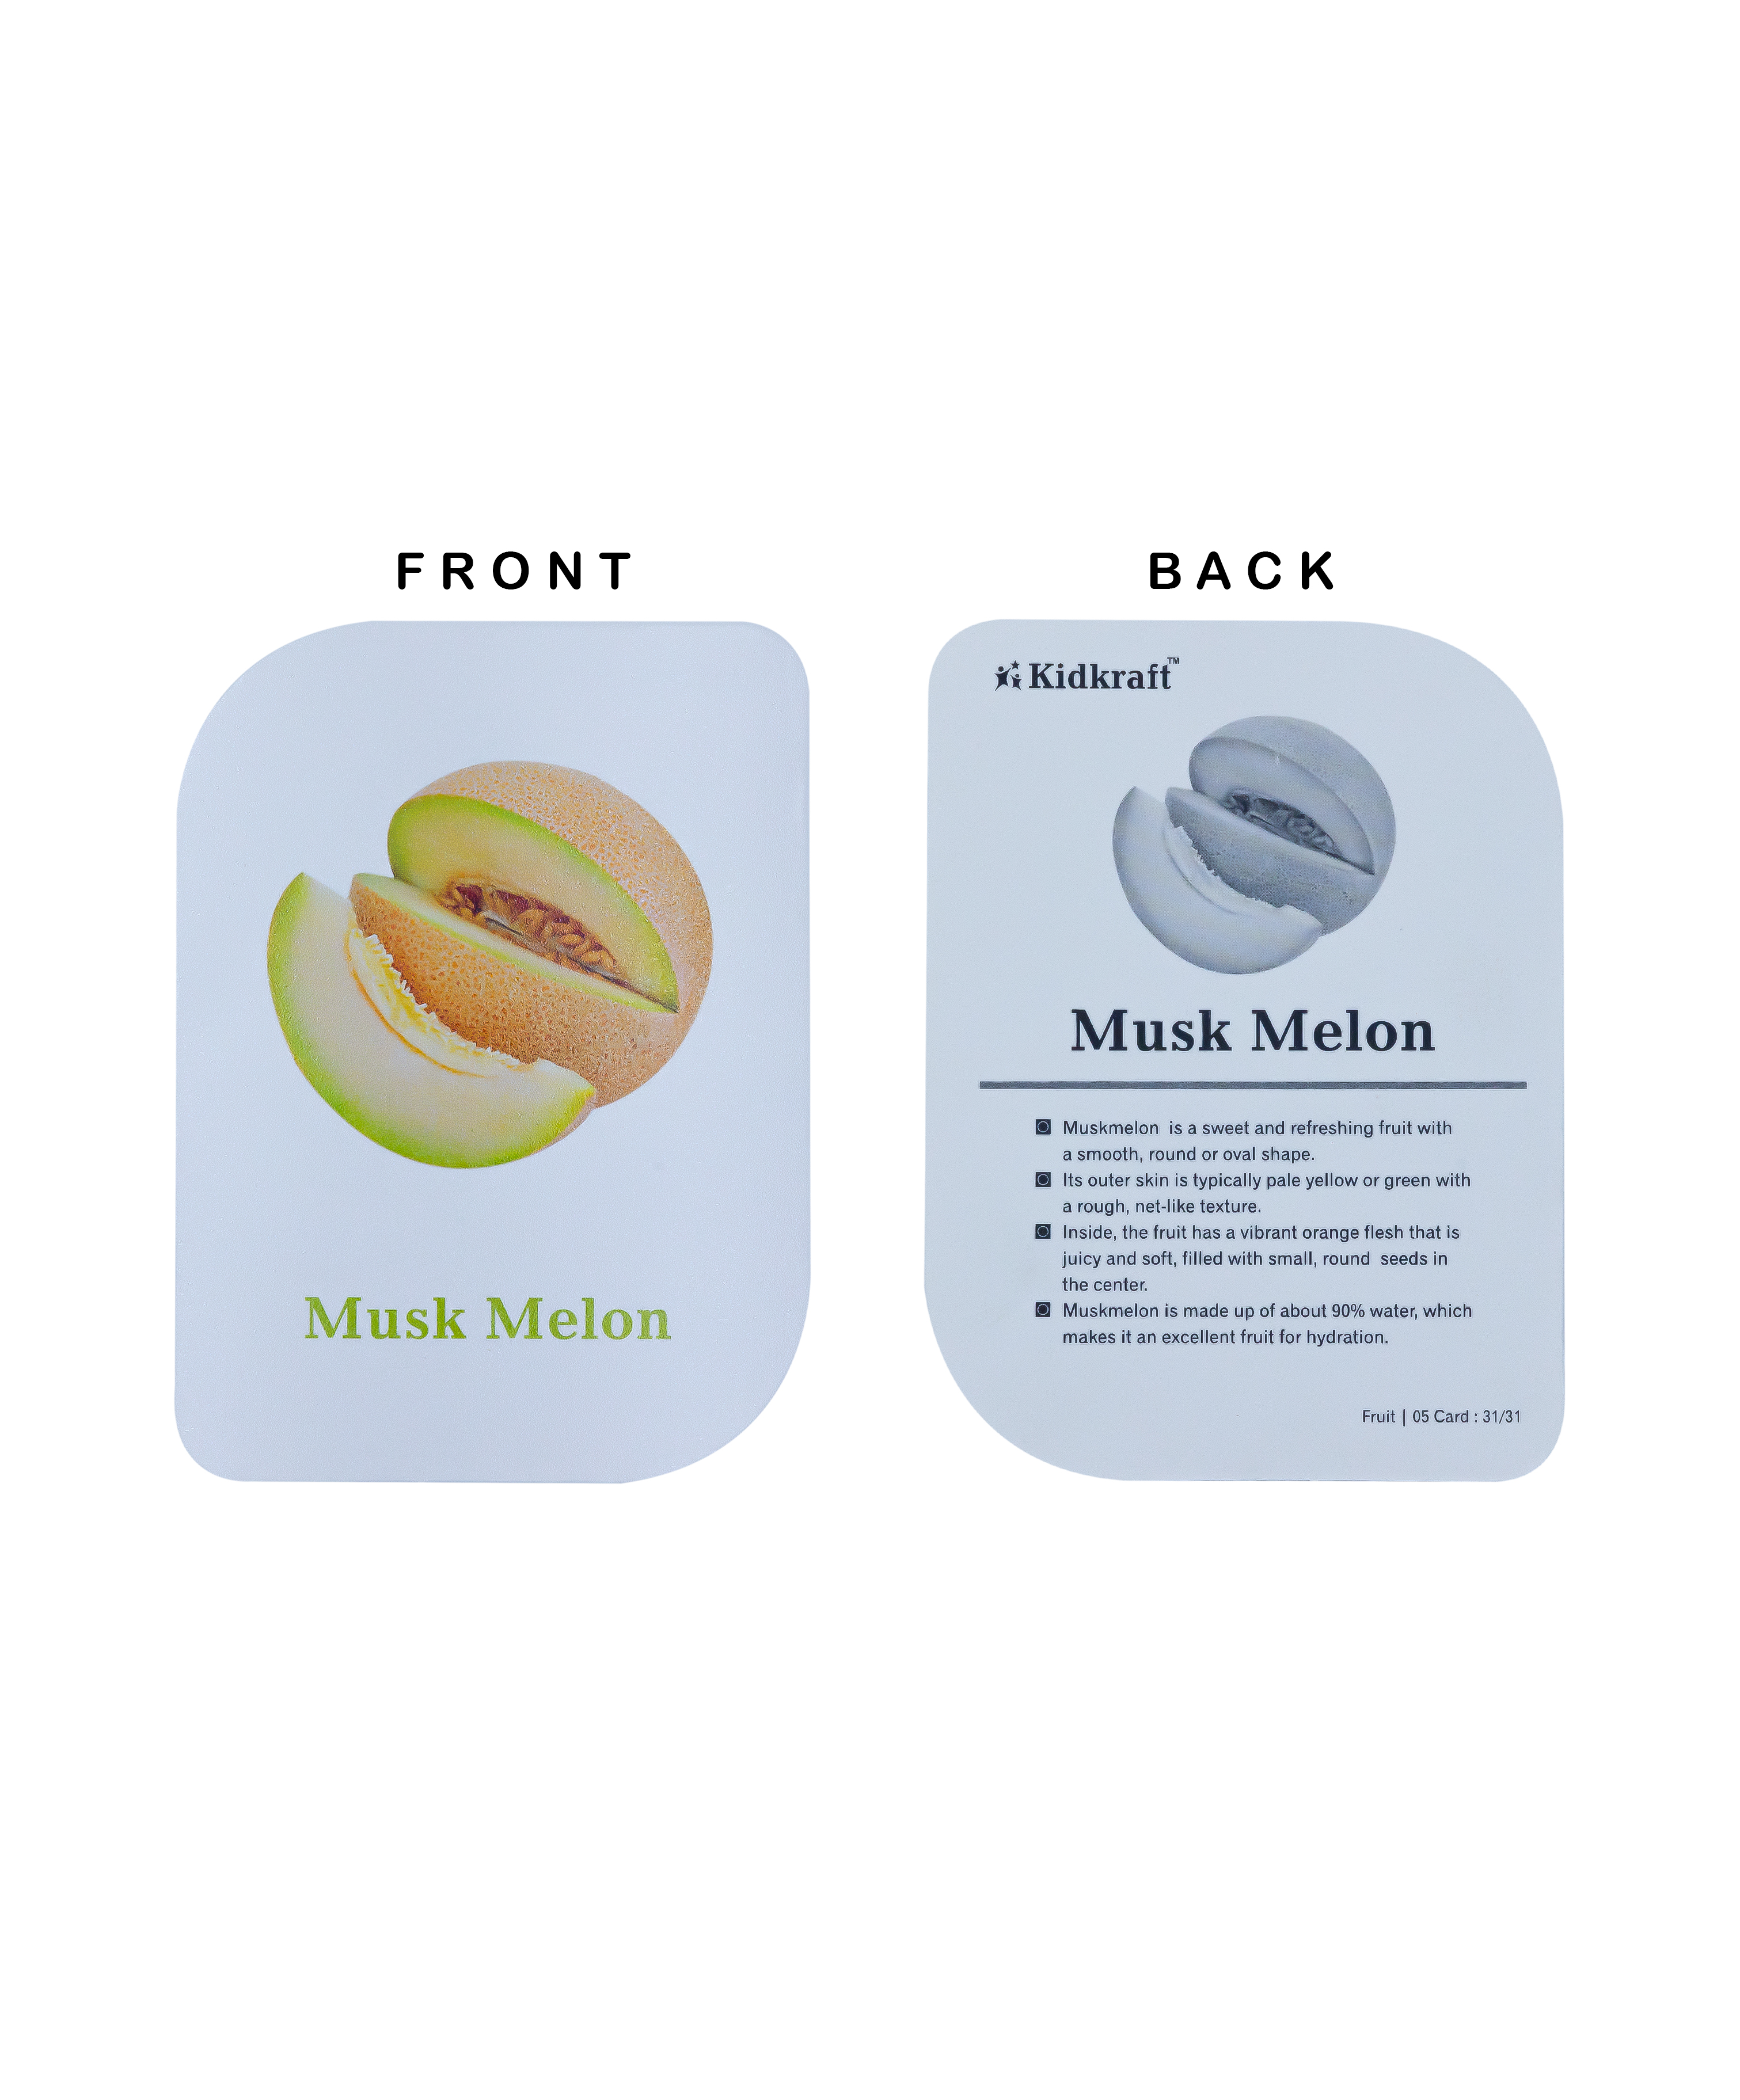 FRONT
Musk Melon
BACK
Kidkraft™
Musk Melon
Muskmelon is a sweet and refreshing fruit with
a smooth, round or oval shape.
Its outer skin is typically pale yellow or green with
a rough, net-like texture.
Inside, the fruit has a vibrant orange flesh that is
juicy and soft, filled with small, round seeds in
the center.
Muskmelon is made up of about 90% water, which
makes it an excellent fruit for hydration.
Fruit | 05 Card : 31/31